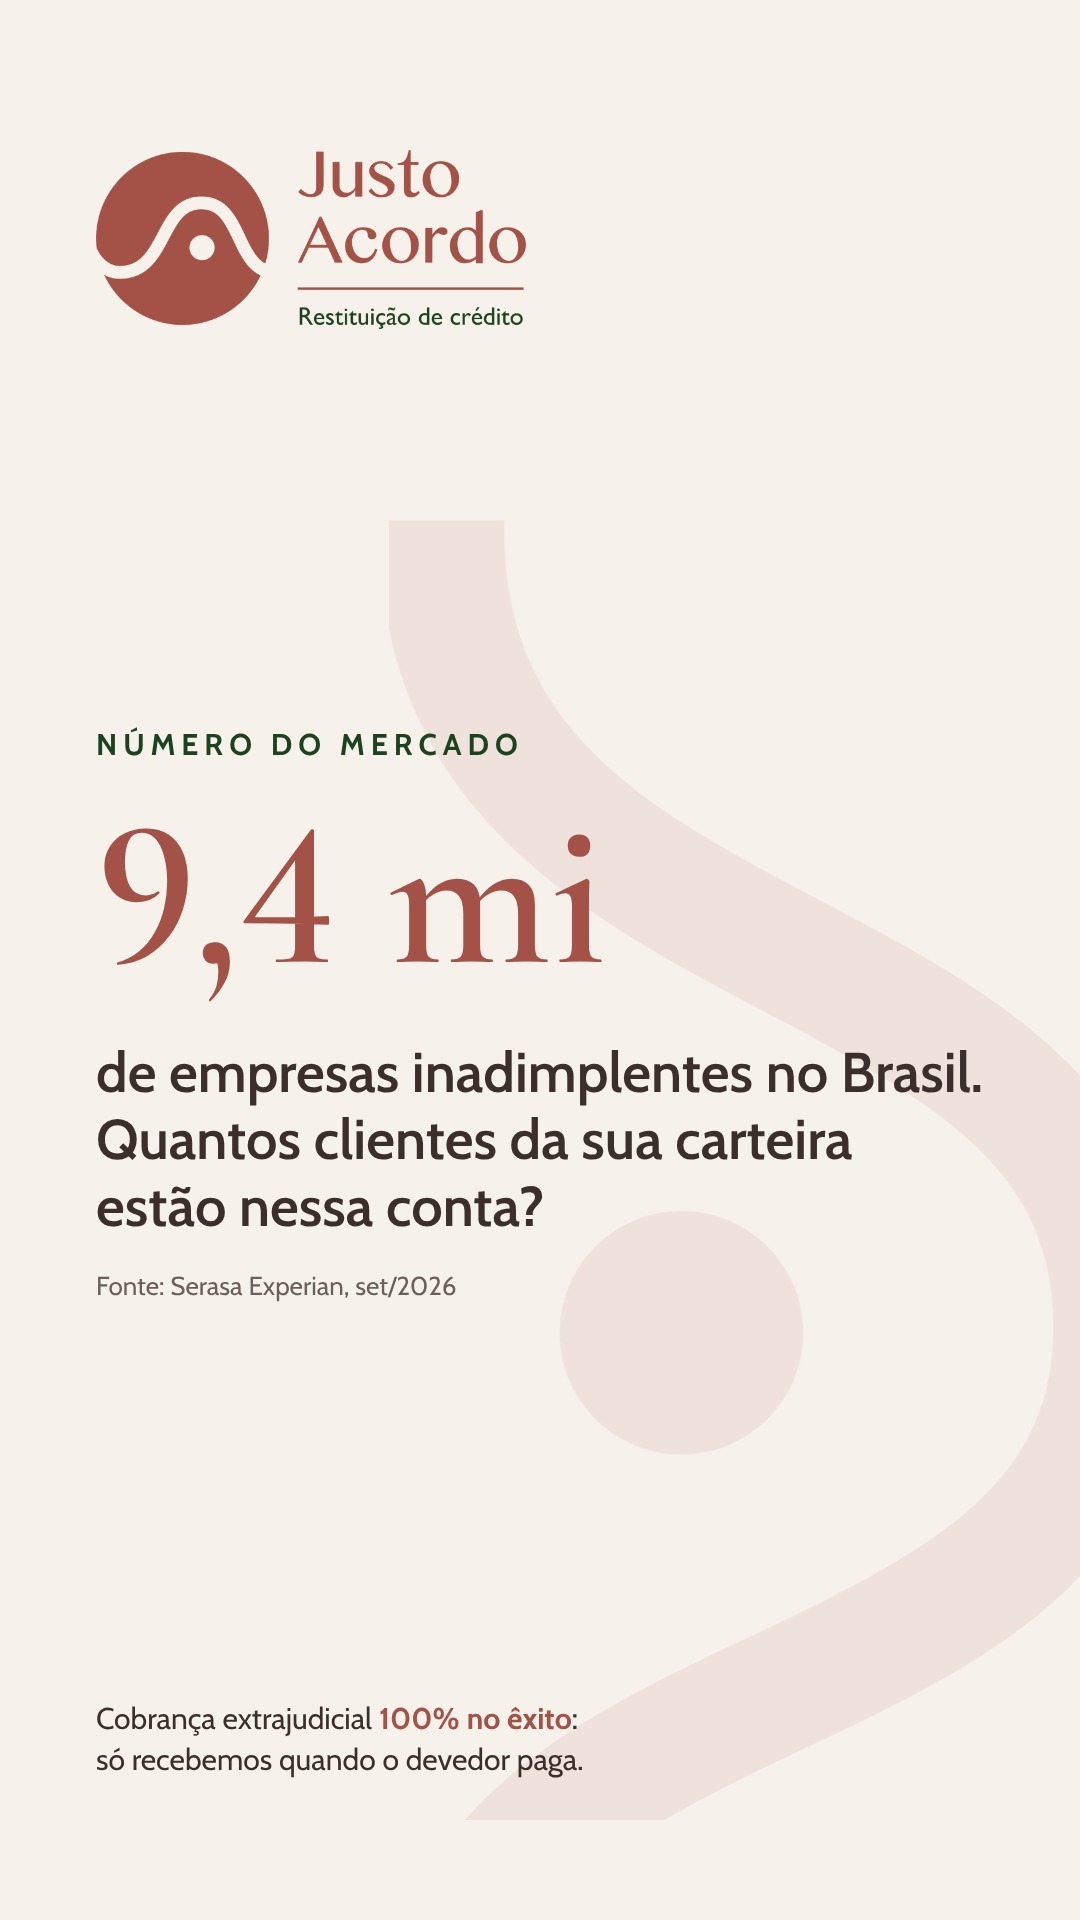 Justo
Acordo
Restituição de crédito
NÚMERO DO MERCADO
9,4 mi
de empresas inadimplentes no Brasil.
Quantos clientes da sua carteira
estão nessa conta?
Fonte: Serasa Experian, set/2026
Cobrança extrajudicial 100% no êxito:
só recebemos quando o devedor paga.